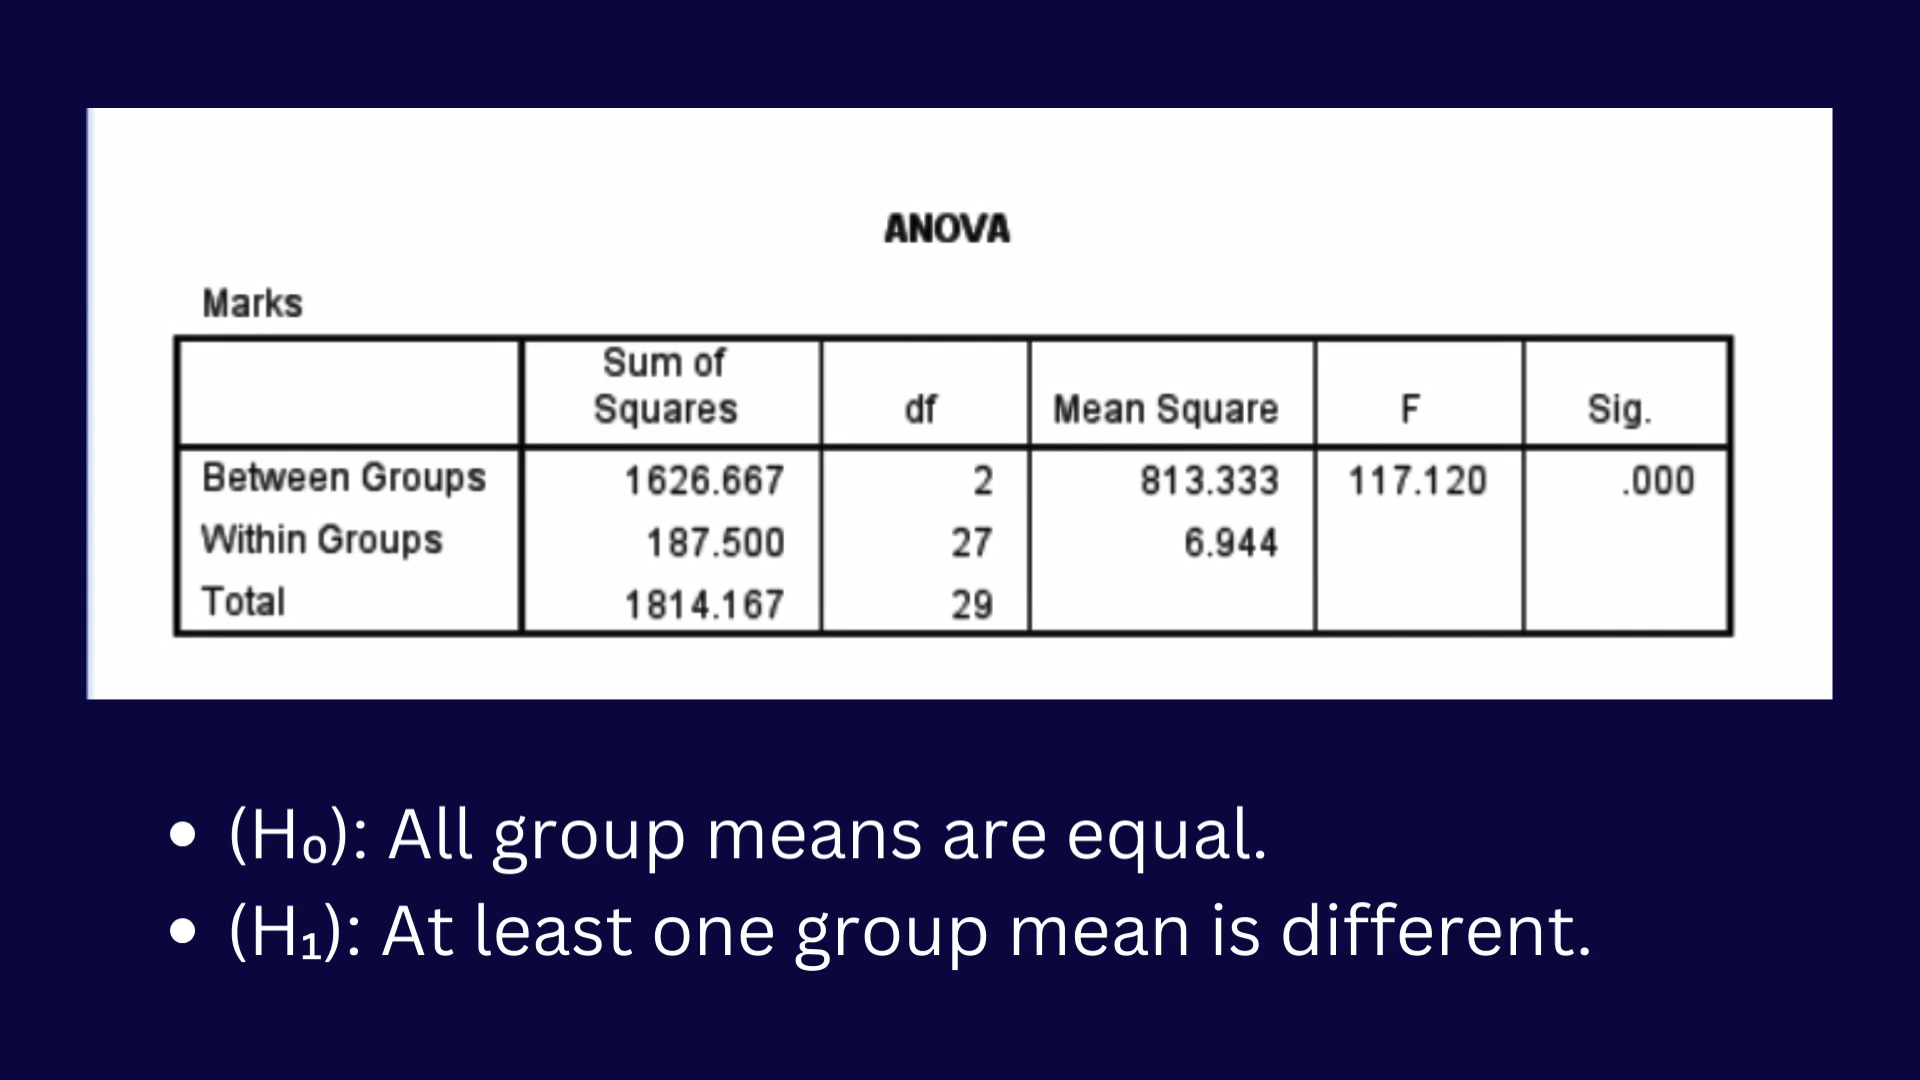 ANOVA
Marks
Sum of Squares df Mean Square F Sig.
Between Groups 1626.667 2 813.333 117.120 .000
Within Groups 187.500 27 6.944
Total 1814.167 29
• (H₀): All group means are equal.
• (H₁): At least one group mean is different.